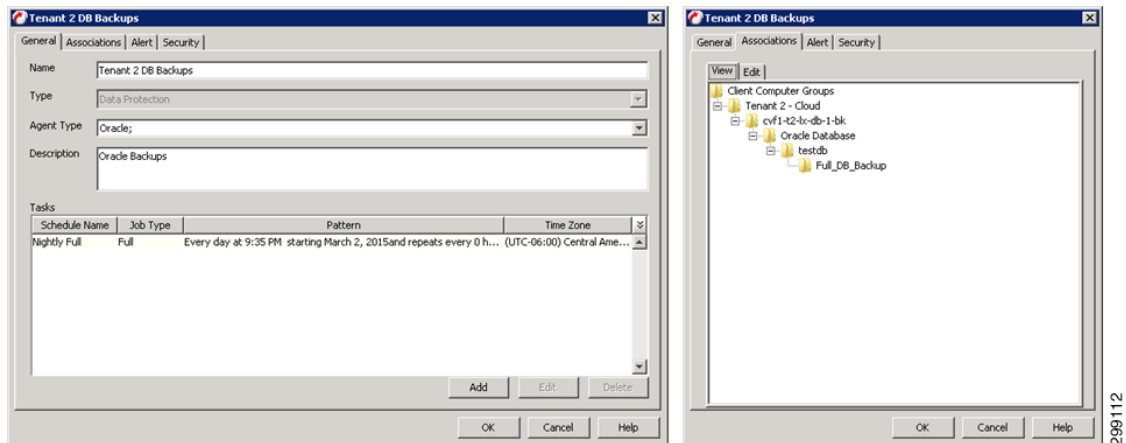 Tenant 2 DB Backups
General Associations Alert Security
Name Tenant 2 DB Backups
Type Data Protection
Agent Type Oracle;
Description Oracle Backups
Tasks
Schedule Name Job Type Pattern Time Zone
Nightly Full Full Every day at 9:35 PM starting March 2, 2015and repeats every 0 h... (UTC-06:00) Central Ame...
Add Edit Delete
OK Cancel Help
Tenant 2 DB Backups
General Associations Alert Security
View Edit
Client Computer Groups
Tenant 2 - Cloud
cvf1-t2-lx-db-1-bk
Oracle Database
testdb
Full_DB_Backup
OK Cancel Help
299112